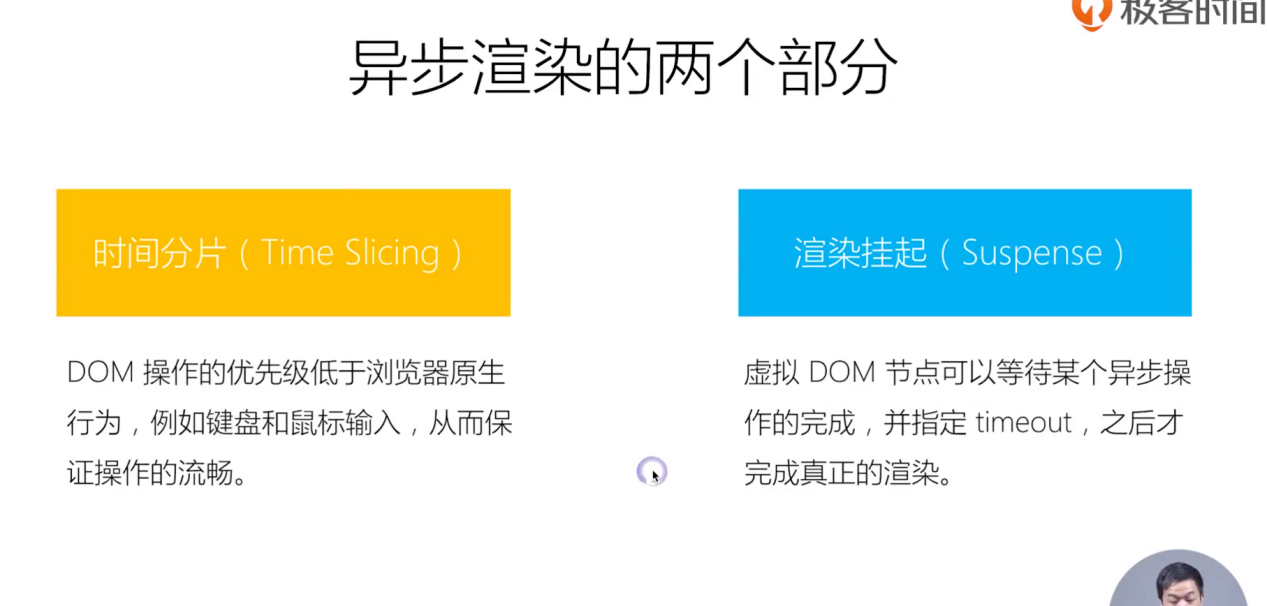 极客时间
异步渲染的两个部分
时间分片（Time Slicing）
DOM 操作的优先级低于浏览器原生
行为，例如键盘和鼠标输入，从而保
证操作的流畅。
渲染挂起（Suspense）
虚拟 DOM 节点可以等待某个异步操
作的完成，并指定 timeout，之后才
完成真正的渲染。